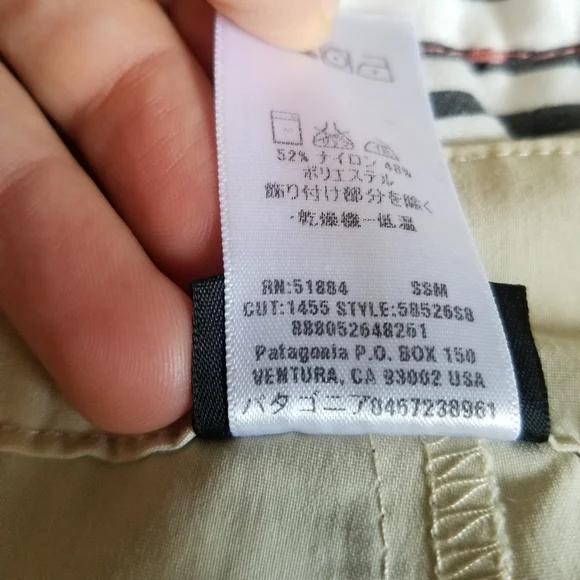 52% ナイロン 48%
ポリエステル
飾り付け部分を除く
·乾燥機一低温
RN:51884 SSM
CUT:1455 STYLE:58526S8
888052648261
Patagonia P.O. BOX 150
VENTURA, CA 93002 USA
パタゴニア0457238961